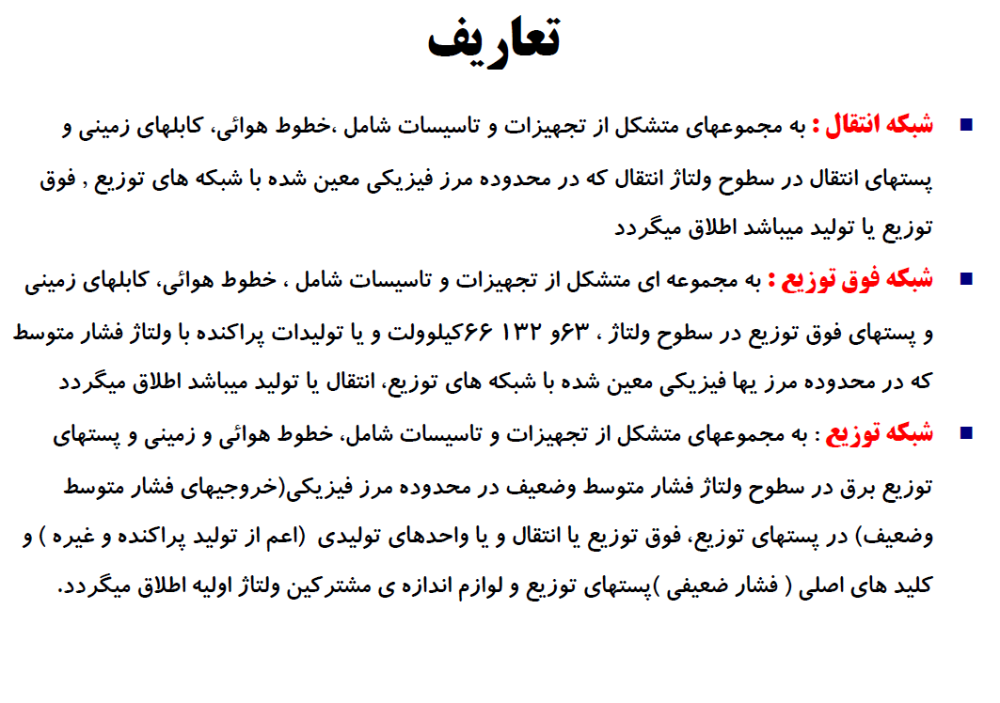 تعاریف
■ شبکه انتقال : به مجموعهای متشکل از تجهیزات و تاسیسات شامل ،خطوط هوائی، کابلهای زمینی و
پستهای انتقال در سطوح ولتاژ انتقال که در محدوده مرز فیزیکی معین شده با شبکه های توزیع , فوق
توزیع یا تولید میباشد اطلاق میگردد
■ شبکه فوق توزیع : به مجموعه ای متشکل از تجهیزات و تاسیسات شامل ، خطوط هوائی، کابلهای زمینی
و پستهای فوق توزیع در سطوح ولتاژ ، ۶۳و ۱۳۲ ۶۶کیلوولت و یا تولیدات پراکنده با ولتاژ فشار متوسط
که در محدوده مرز یها فیزیکی معین شده با شبکه های توزیع، انتقال یا تولید میباشد اطلاق میگردد
■ شبکه توزیع : به مجموعهای متشکل از تجهیزات و تاسیسات شامل، خطوط هوائی و زمینی و پستهای
توزیع برق در سطوح ولتاژ فشار متوسط وضعیف در محدوده مرز فیزیکی(خروجیهای فشار متوسط
وضعیف) در پستهای توزیع، فوق توزیع یا انتقال و یا واحدهای تولیدی (اعم از تولید پراکنده و غیره ) و
کلید های اصلی ( فشار ضعیفی )پستهای توزیع و لوازم اندازه ی مشترکین ولتاژ اولیه اطلاق میگردد.